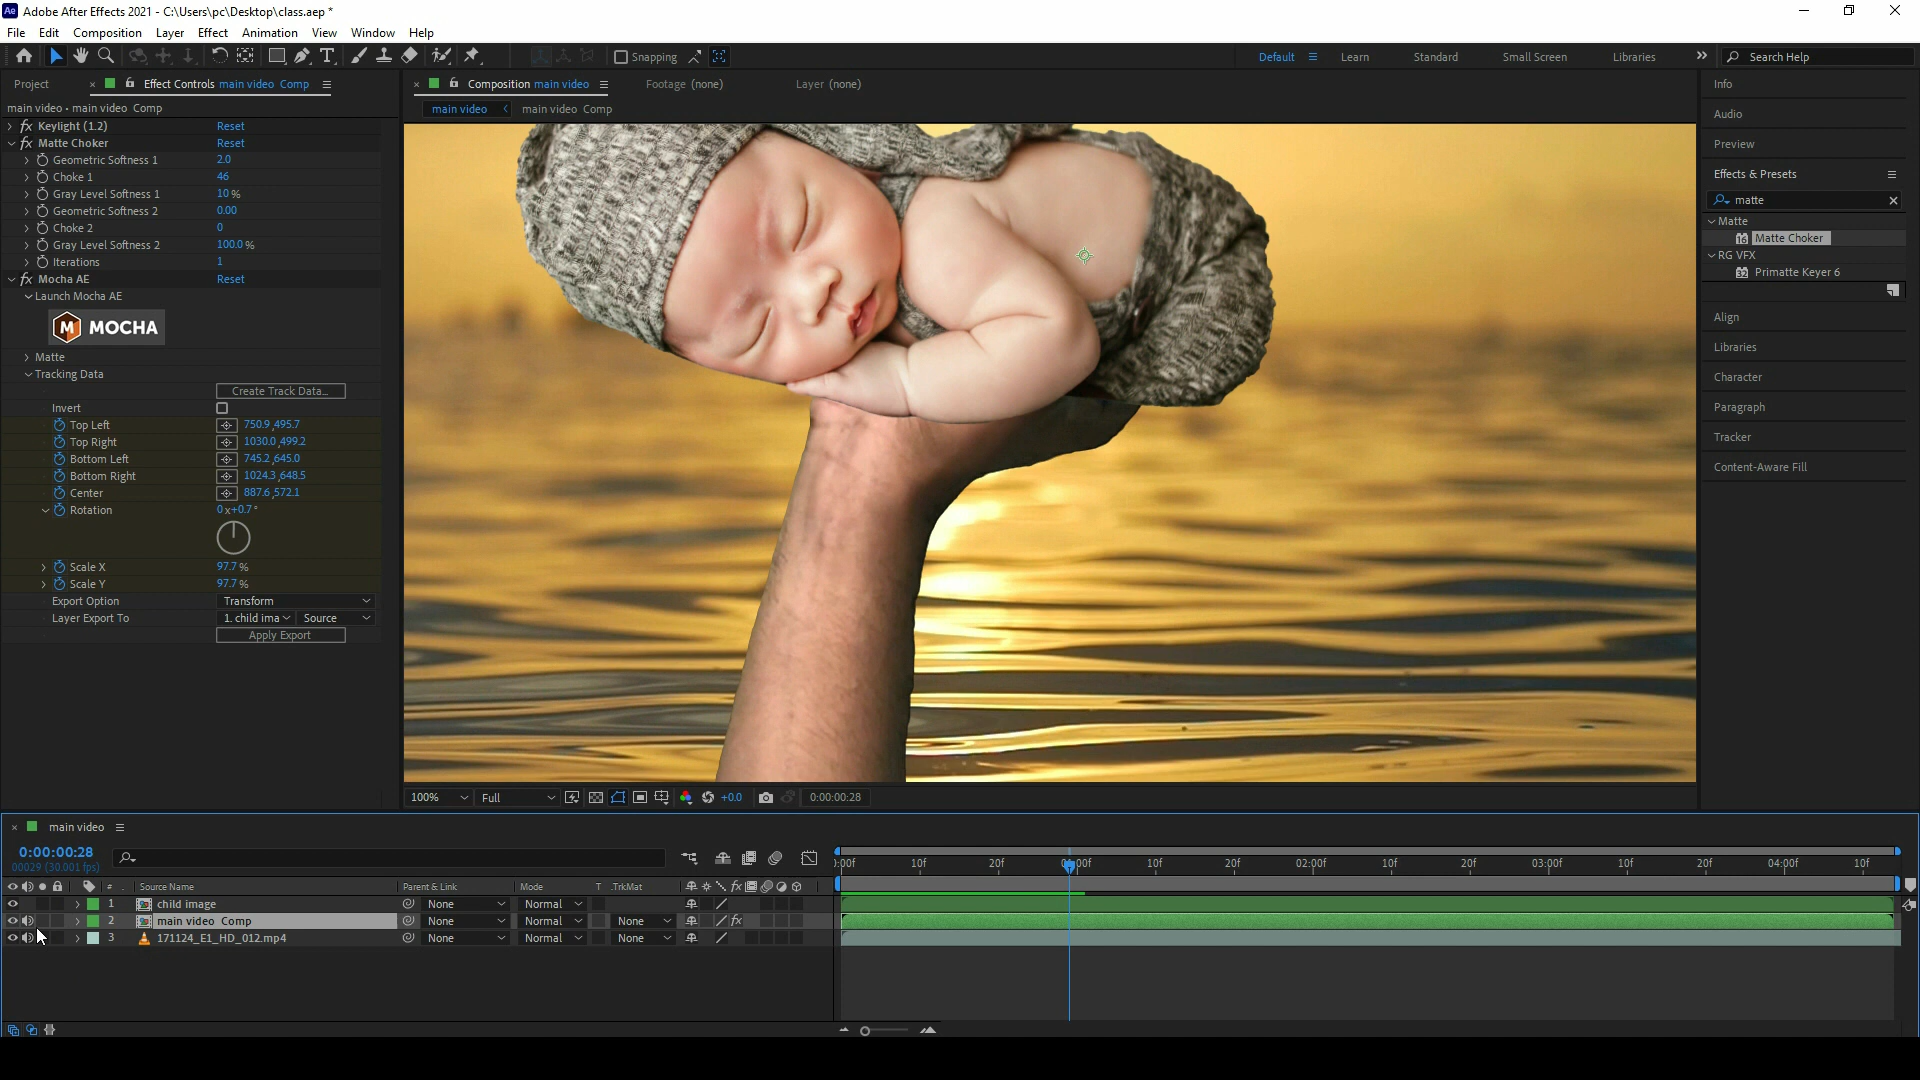 Adobe After Effects 2021 - C:\Users\pc\Desktop\class.aep *
File Edit Composition Layer Effect Animation View Window Help
Snapping
Default Learn Standard Small Screen Libraries Search Help
Project Effect Controls main video Comp
main video • main video Comp
Keylight (1.2) Reset
Matte Choker Reset
Geometric Softness 1 2.0
Choke 1 46
Gray Level Softness 1 10 %
Geometric Softness 2 0.00
Choke 2 0
Gray Level Softness 2 100.0 %
Iterations 1
Mocha AE Reset
Launch Mocha AE
M MOCHA
Matte
Tracking Data
Create Track Data...
Invert
Top Left 750.9,495.7
Top Right 1030.0,499.2
Bottom Left 745.2,645.0
Bottom Right 1024.3,648.5
Center 887.6,572.1
Rotation 0x+0.7°
Scale X 97.7 %
Scale Y 97.7 %
Export Option Transform
Layer Export To 1. child ima Source
Apply Export
Composition main video Footage (none) Layer (none)
main video main video Comp
100% Full +0.0 0:00:00:28
Info
Audio
Preview
Effects & Presets
matte
Matte
16 Matte Choker
RG VFX
32 Primatte Keyer 6
Align
Libraries
Character
Paragraph
Tracker
Content-Aware Fill
main video
0:00:00:28
00029 (30.001 fps)
# Source Name Parent & Link Mode T .TrkMat
1 child image None Normal
2 main video Comp None Normal None
3 171124_E1_HD_012.mp4 None Normal None
):00f 10f 20f 01:00f 10f 20f 02:00f 10f 20f 03:00f 10f 20f 04:00f 10f